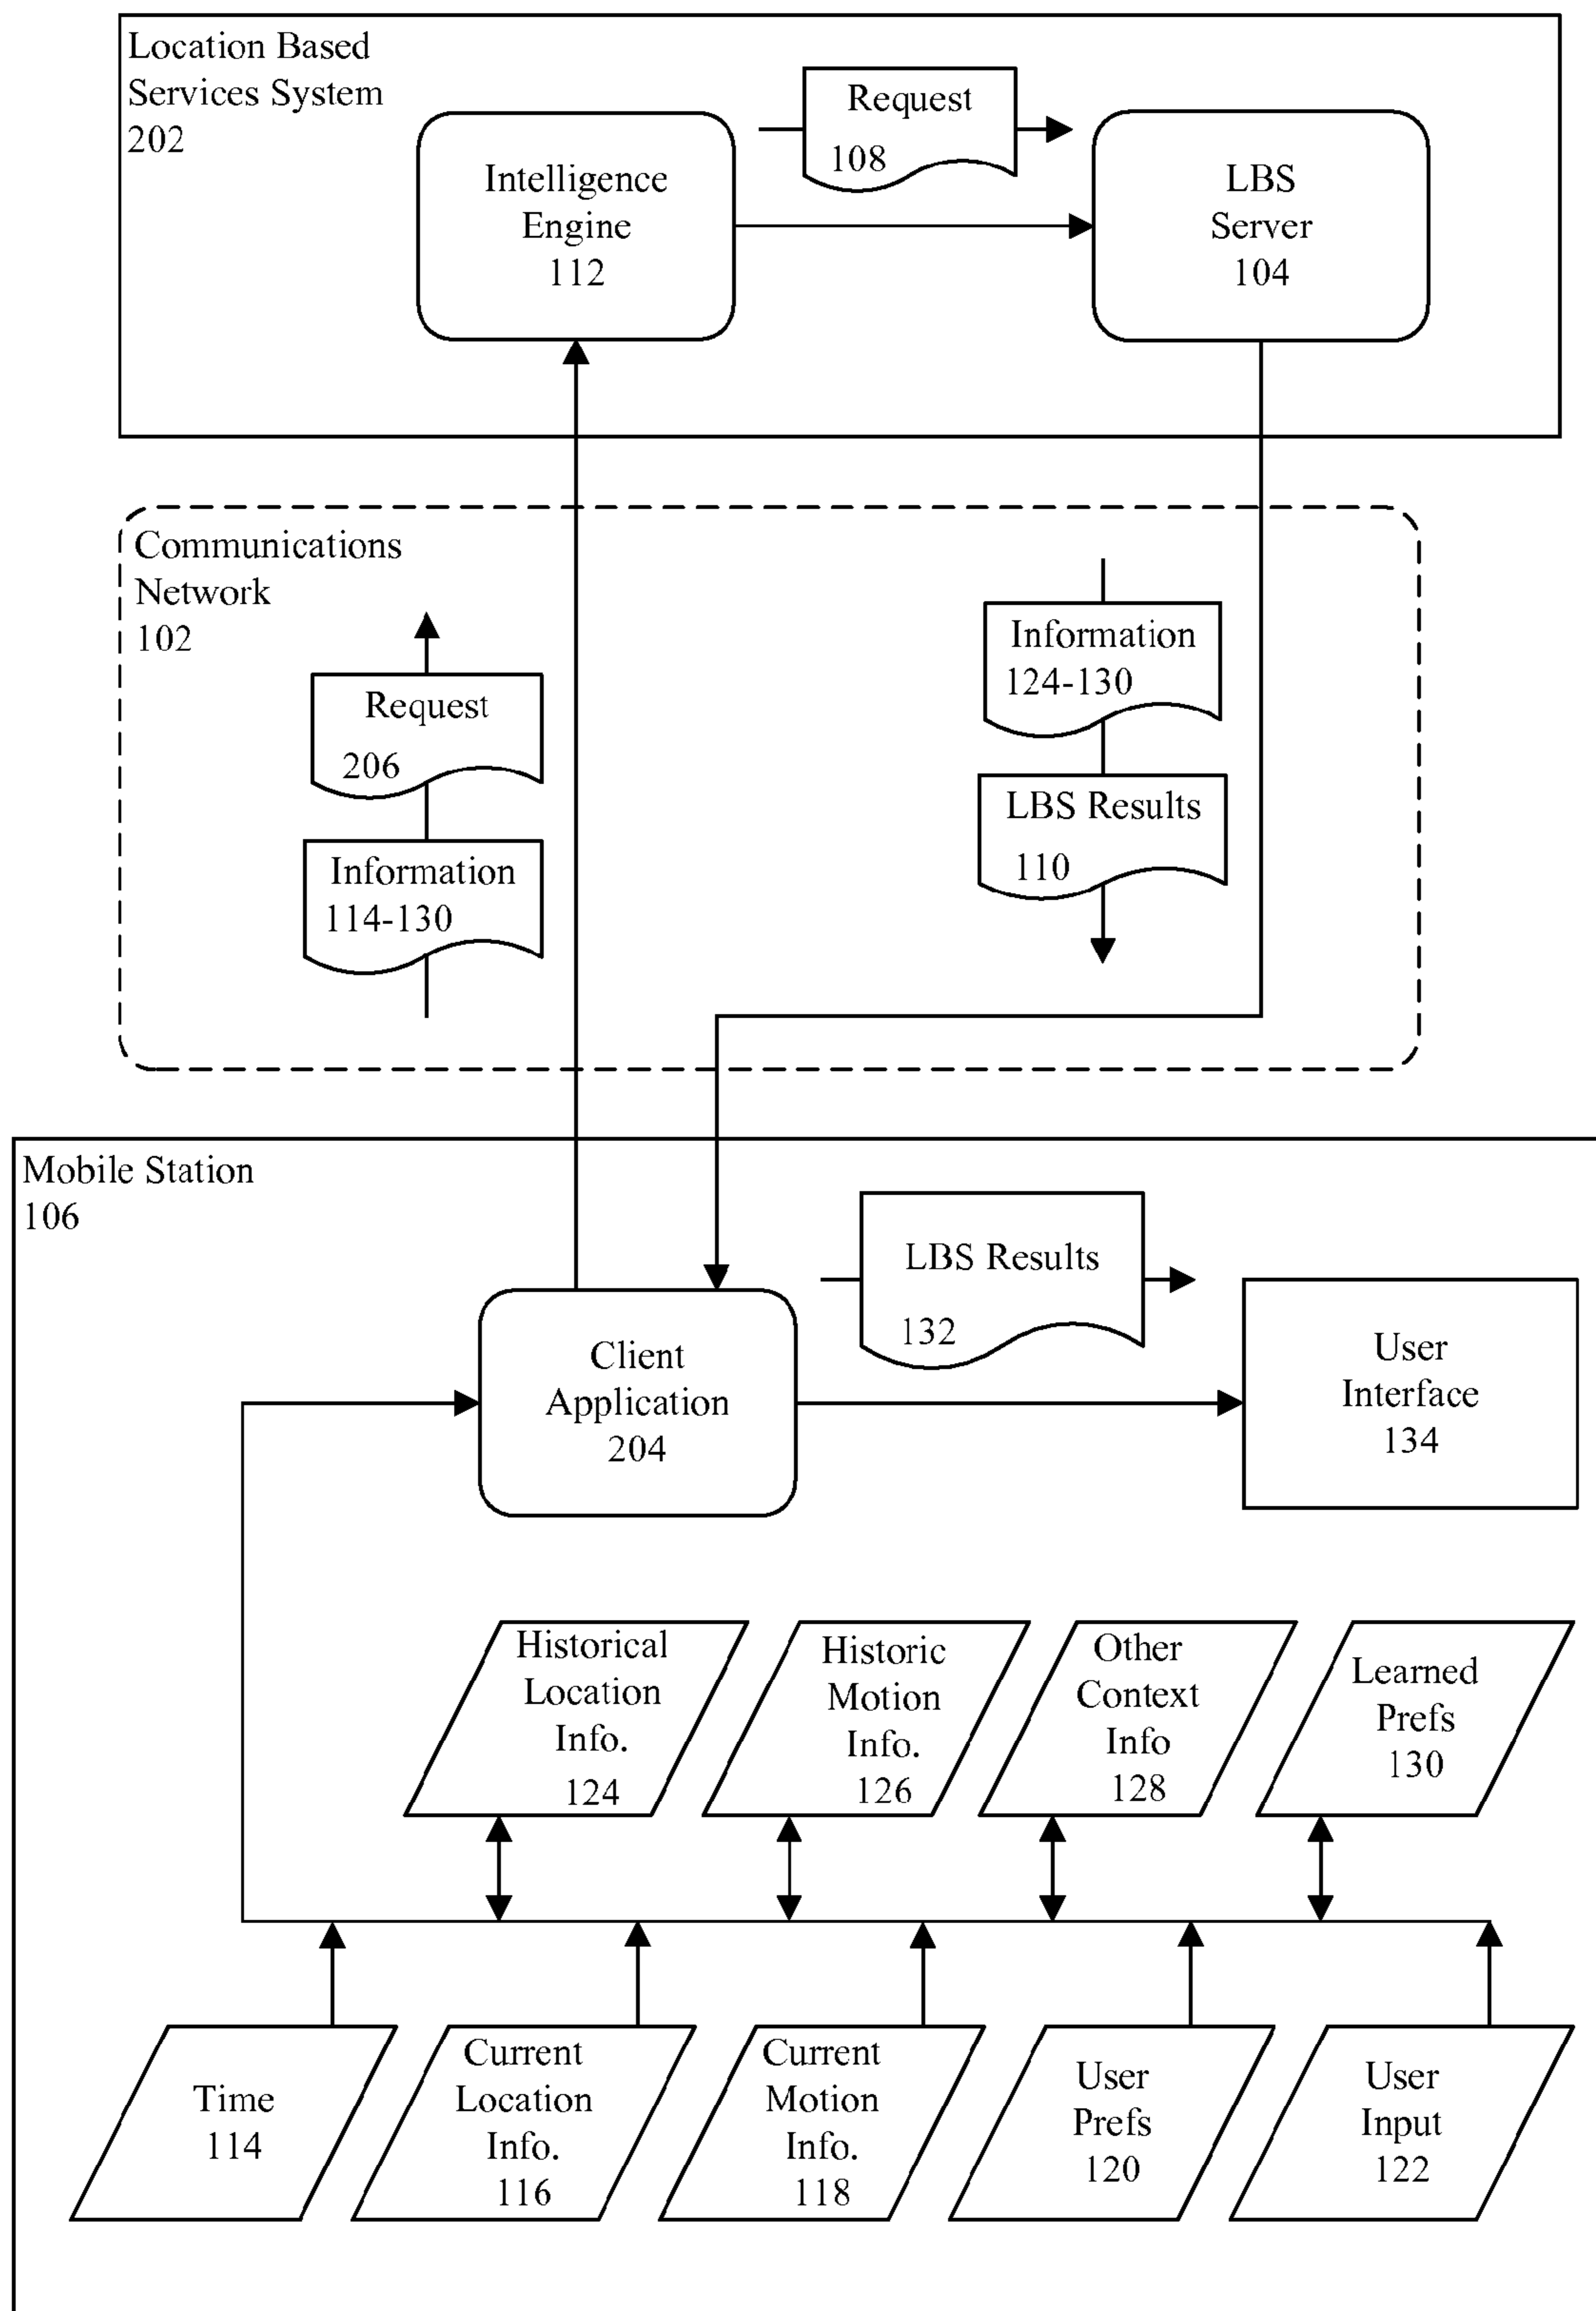 Location Based
Services System
202
Request
108
Intelligence
Engine
112
LBS
Server
104
Communications
Network
102
Request
206
Information
114-130
Information
124-130
LBS Results
110
Mobile Station
106
LBS Results
132
Client
Application
204
User
Interface
134
Historical
Location
Info.
124
Historic
Motion
Info.
126
Other
Context
Info
128
Learned
Prefs
130
Time
114
Current
Location
Info.
116
Current
Motion
Info.
118
User
Prefs
120
User
Input
122